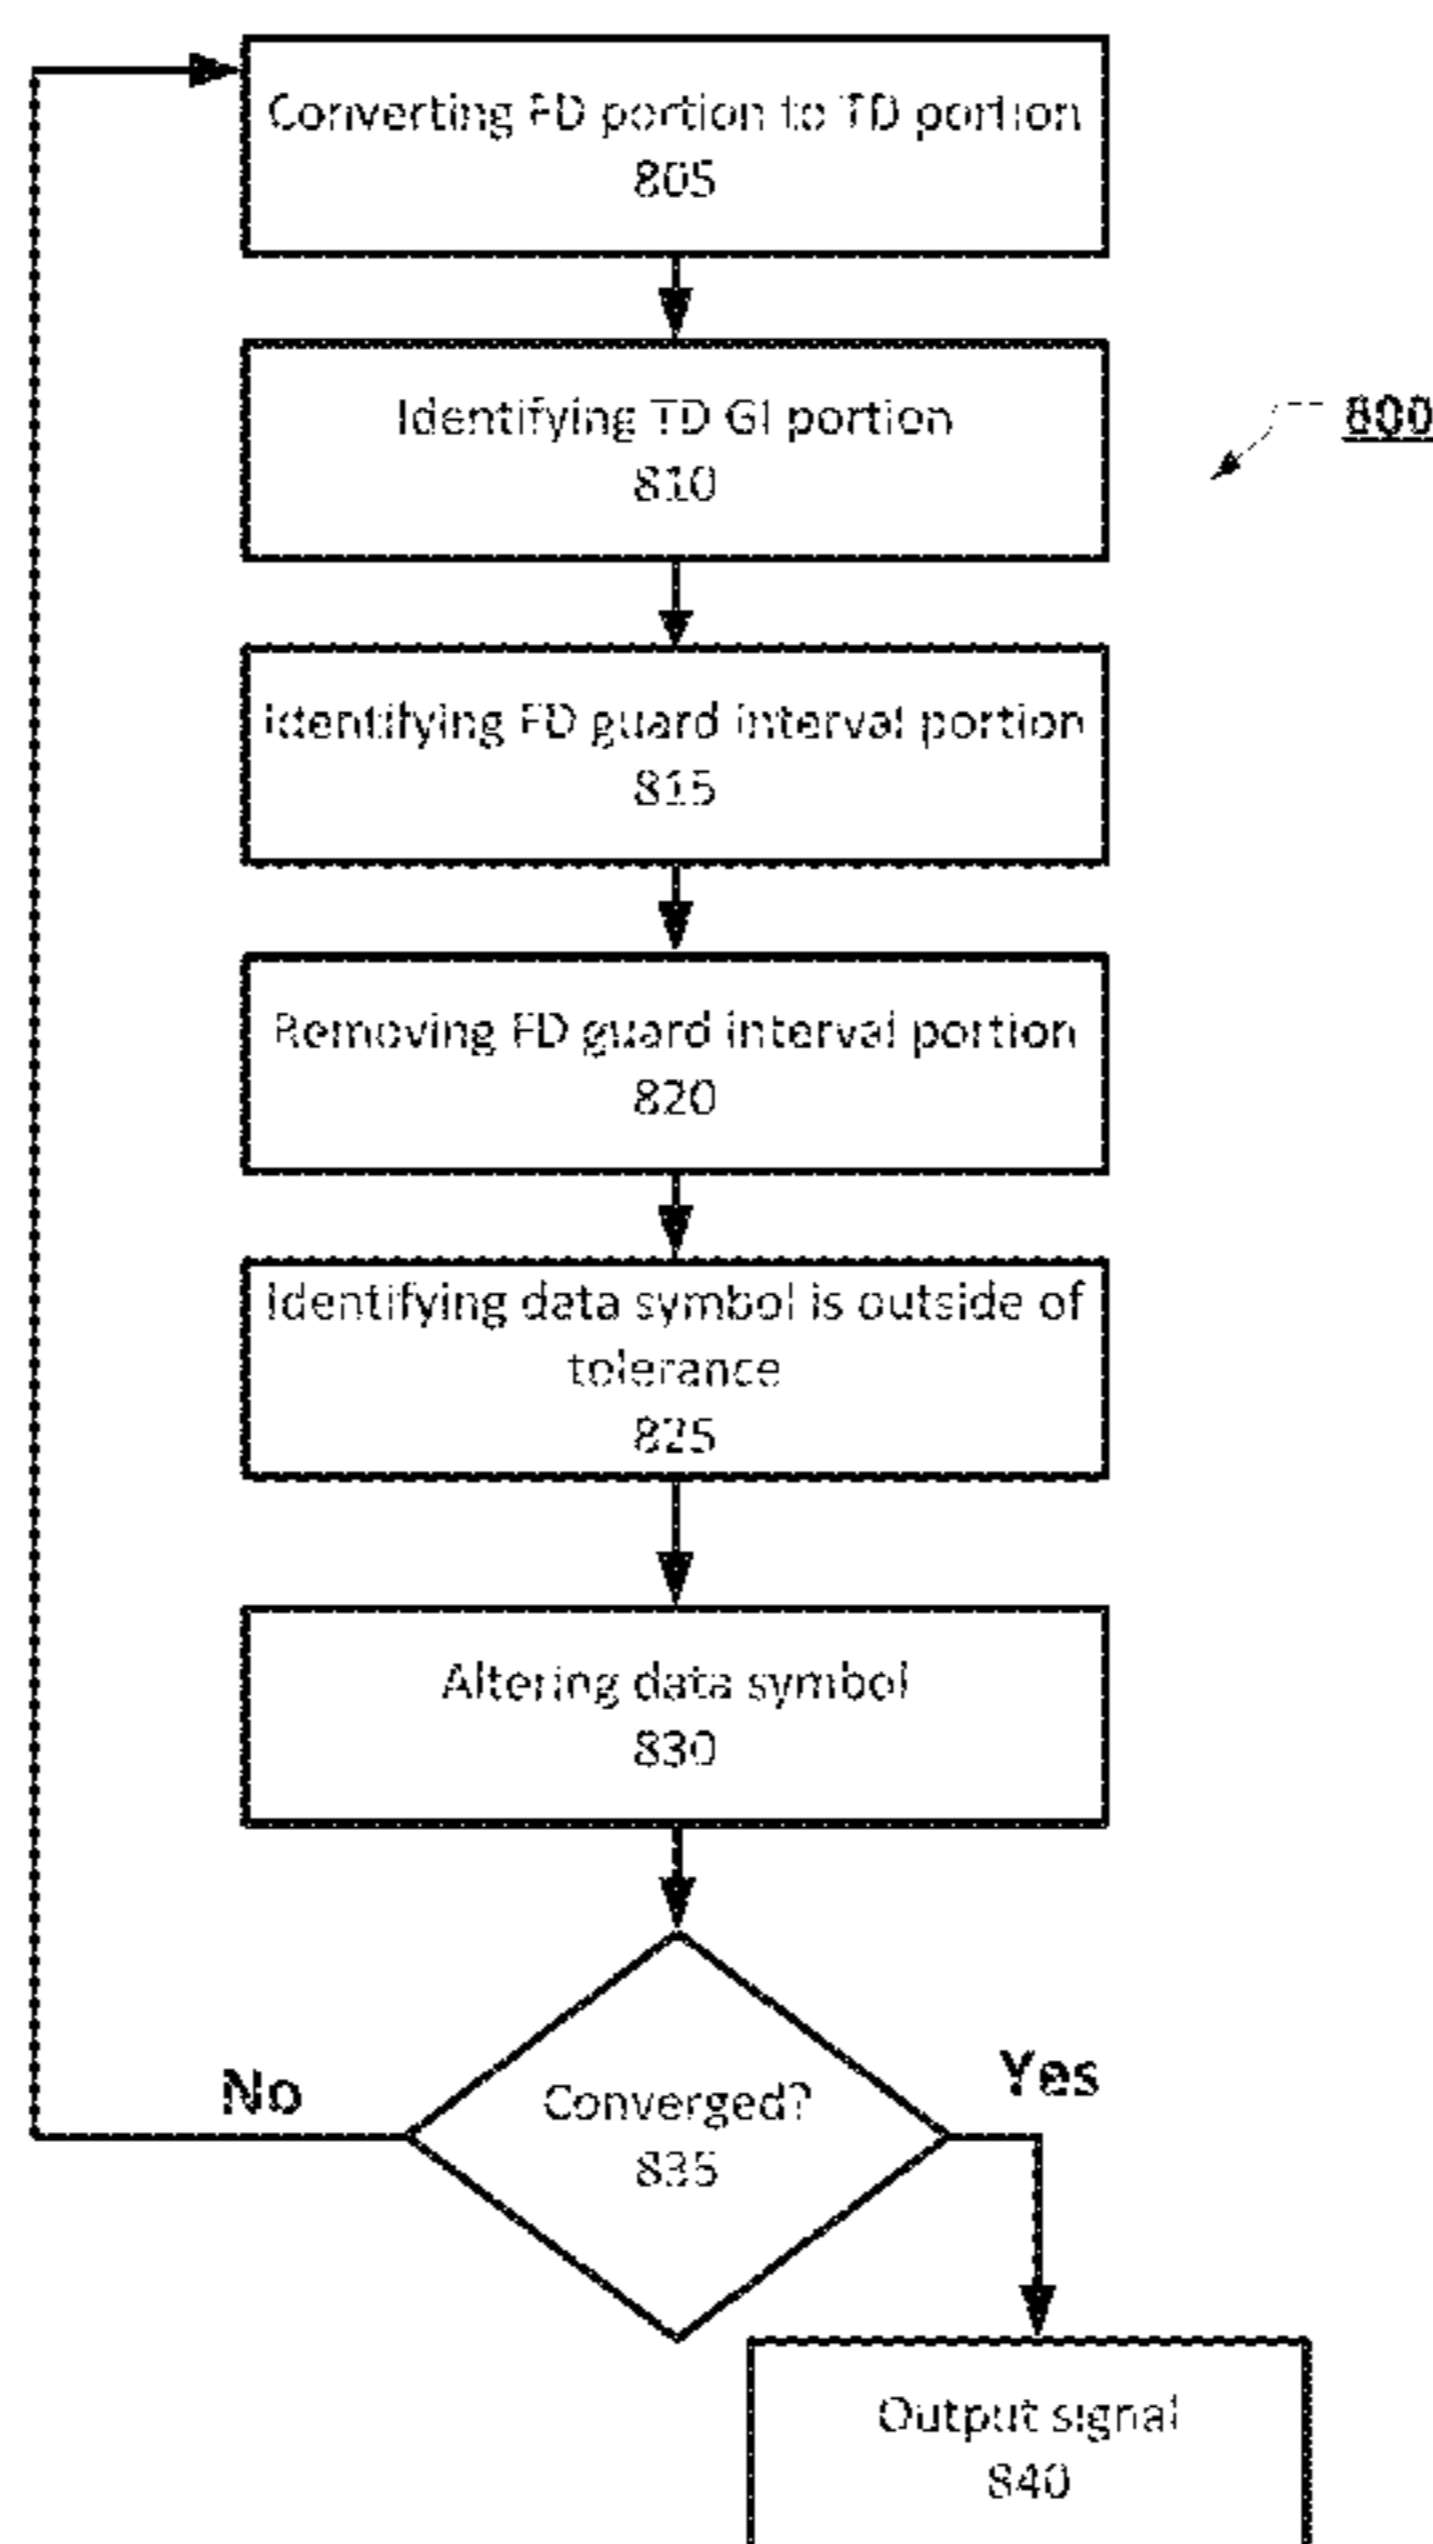 Converting FD portion to TD portion
805
Identifying TD GI portion
810
800
Identifying FD guard interval portion
815
Removing FD guard interval portion
820
Identifying data symbol is outside of
tolerance
825
Altering data symbol
830
Converged?
835
No
Yes
Output signal
840